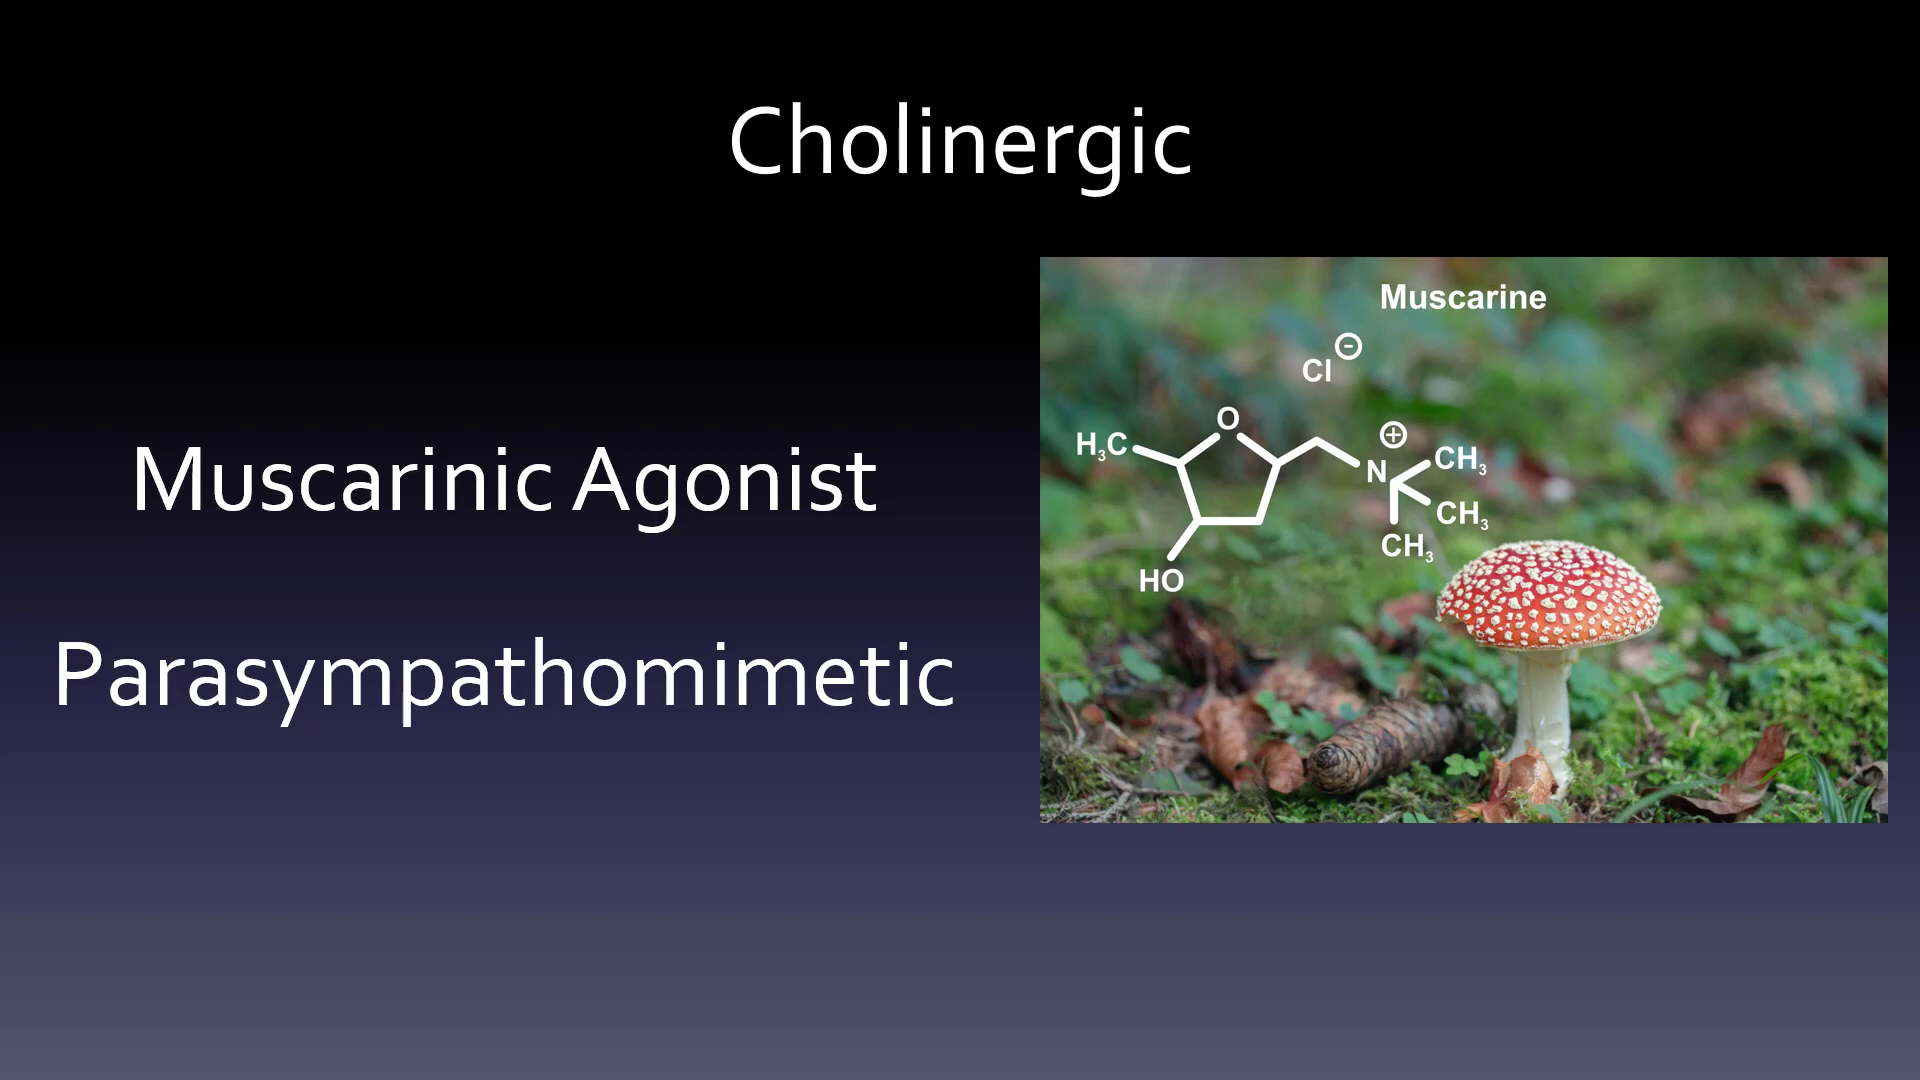 Cholinergic
Muscarinic Agonist
Parasympathomimetic
Muscarine
Cl ⊖
O
H₃C
⊕
N
CH₃
CH₃
CH₃
HO